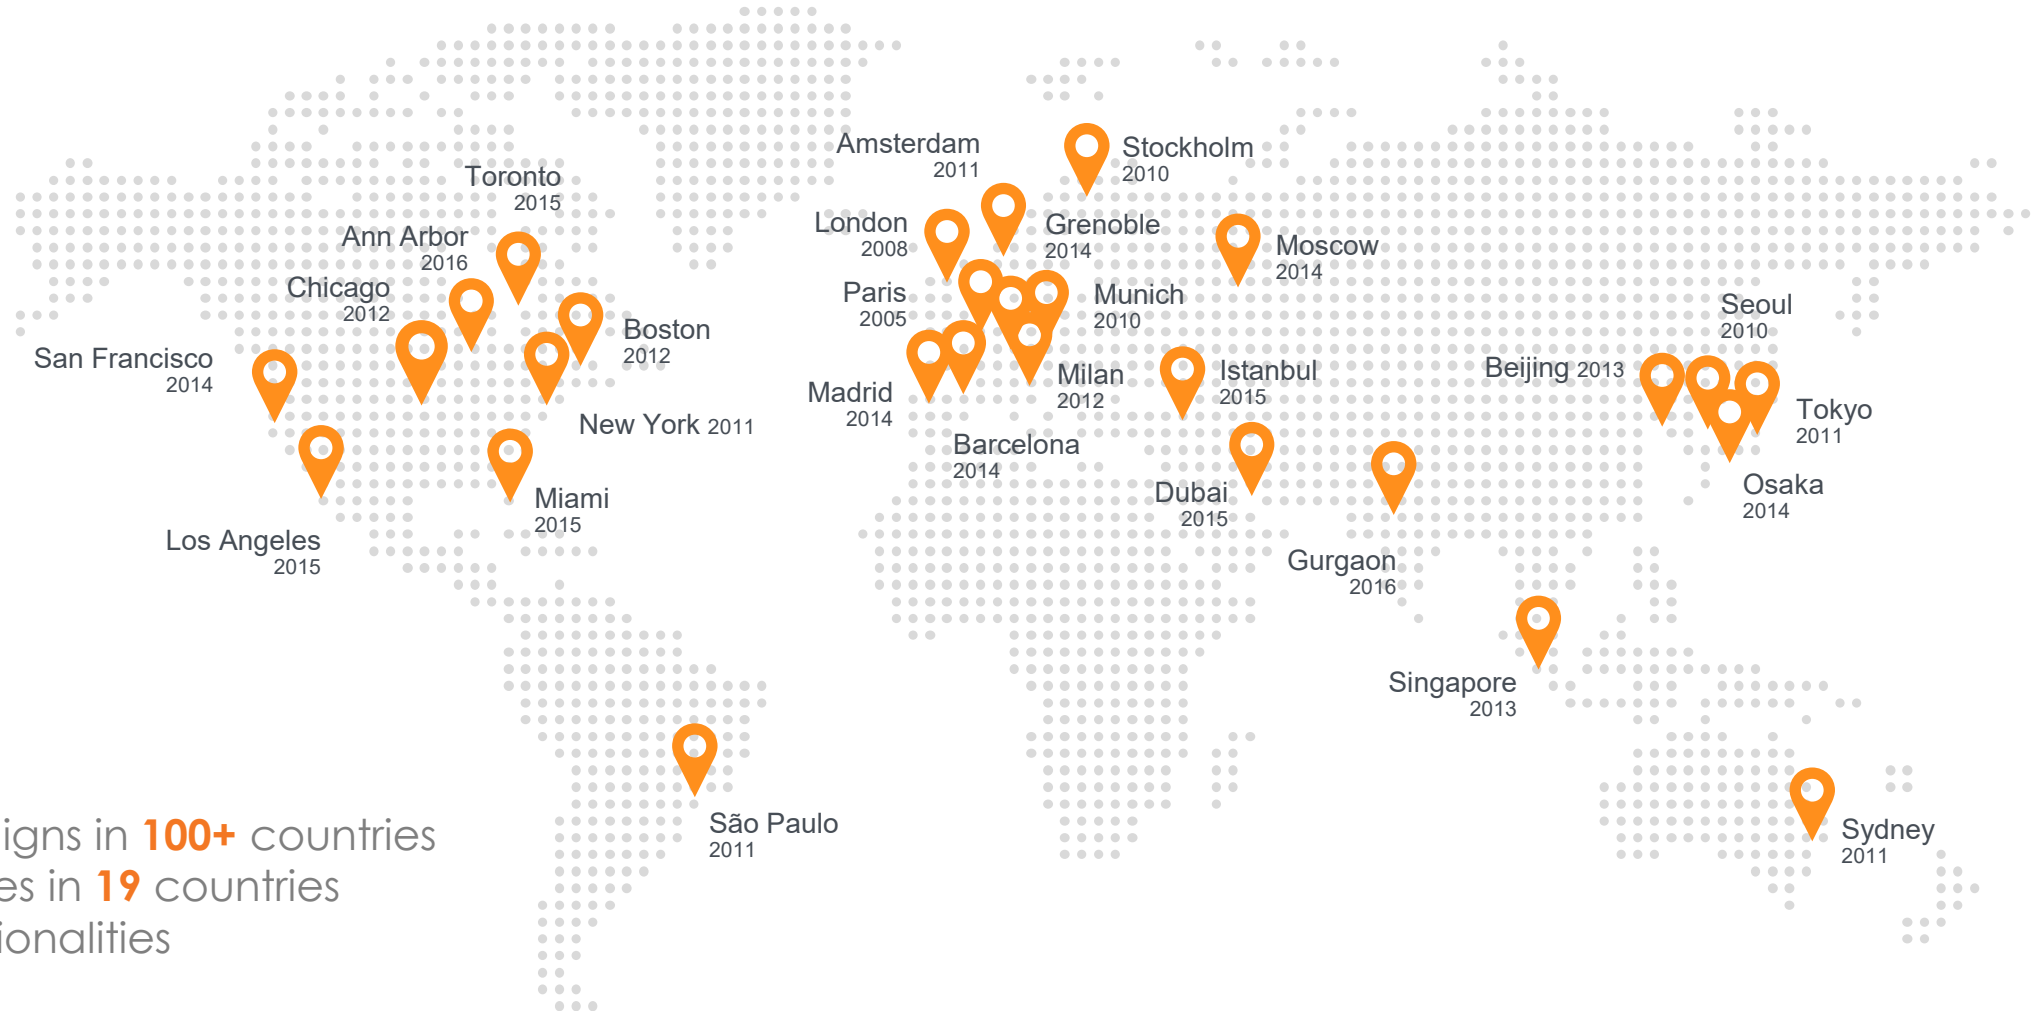 Amsterdam
2011
Stockholm
2010
Toronto
2015
London
2008
Grenoble
2014
Ann Arbor
2016
Moscow
2014
Chicago
2012
Paris
2005
Munich
2010
Seoul
2010
Boston
2012
San Francisco
2014
Madrid
2014
Milan
2012
Istanbul
2015
Beijing 2013
Tokyo
2011
New York 2011
Barcelona
2014
Miami
2015
Dubai
2015
Osaka
2014
Los Angeles
2015
Gurgaon
2016
Singapore
2013
São Paulo
2011
Sydney
2011
igns in 100+ countries
es in 19 countries
ionalities